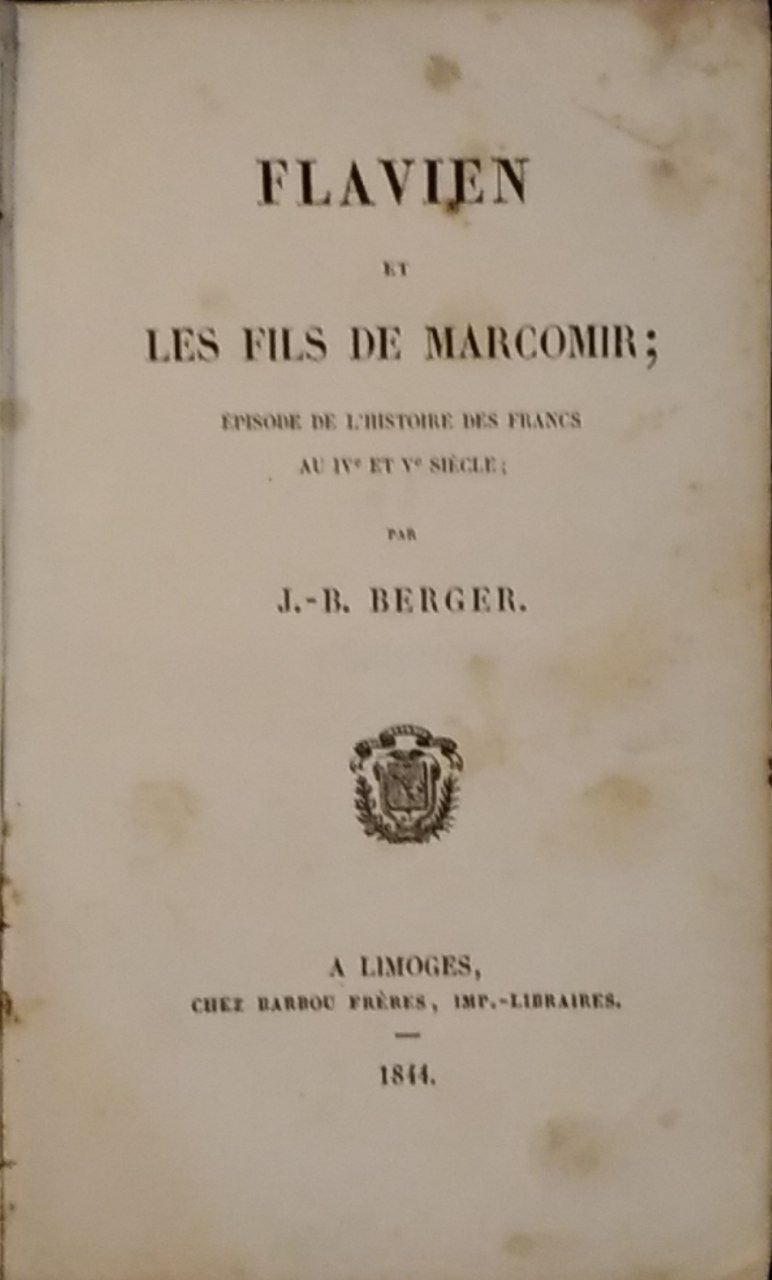 FLAVIEN
ET
LES FILS DE MARCOMIR;
ÉPISODE DE L'HISTOIRE DES FRANCS
AU IVe ET Ve SIÈCLE;
PAR
J.-B. BERGER.
A LIMOGES,
CHEZ BARBOU FRÈRES, IMP.-LIBRAIRES.
1844.